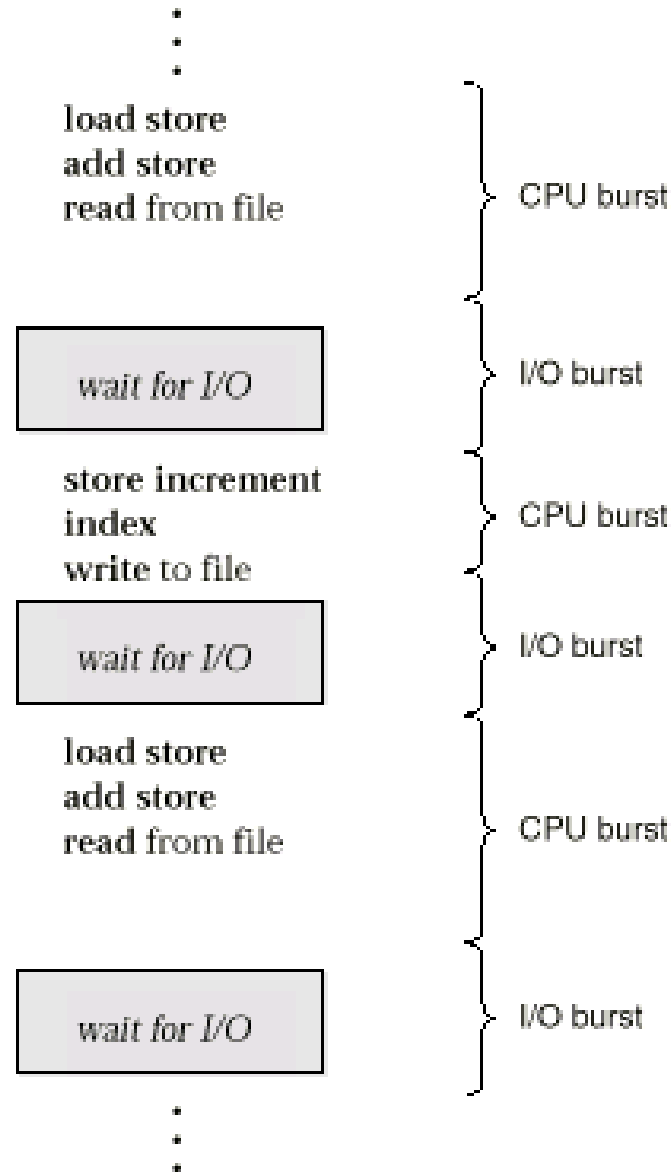 load store
add store
read from file
CPU burst
wait for I/O
I/O burst
store increment
index
write to file
CPU burst
wait for I/O
I/O burst
load store
add store
read from file
CPU burst
wait for I/O
I/O burst